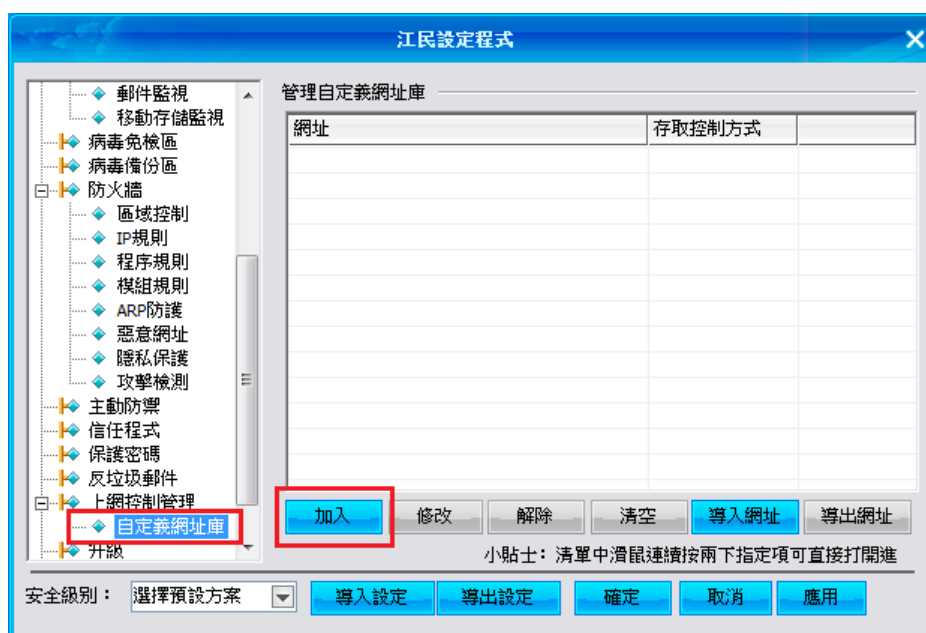 江民設定程式
郵件監視
移動存儲監視
病毒免檢區
病毒備份區
防火牆
區域控制
IP規則
程序規則
模組規則
ARP防護
惡意網址
隱私保護
攻擊檢測
主動防禦
信任程式
保護密碼
反垃圾郵件
上網控制管理
自定義網址庫
升級
管理自定義網址庫
網址 存取控制方式
加入 修改 解除 清空 導入網址 導出網址
小貼士：清單中滑鼠連續按兩下指定項可直接打開進
安全級別： 選擇預設方案 導入設定 導出設定 確定 取消 應用